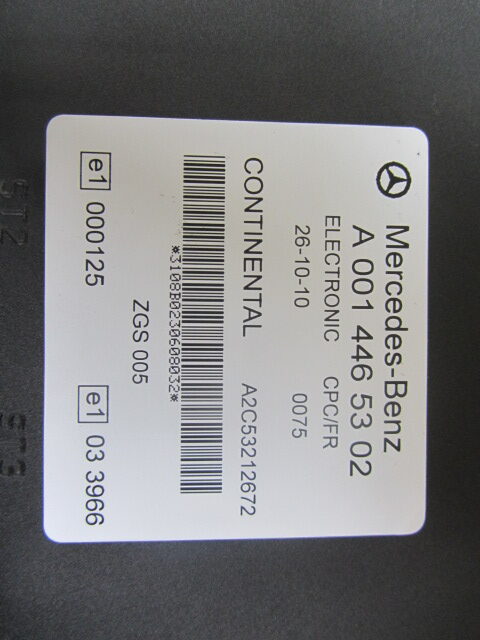 Mercedes-Benz
A 001 446 53 02
ELECTRONIC CPC/FR
26-10-10 0075
CONTINENTAL A2C53212672
*3108B0230608032*
ZGS 005
e1 000125 e1 03 3966